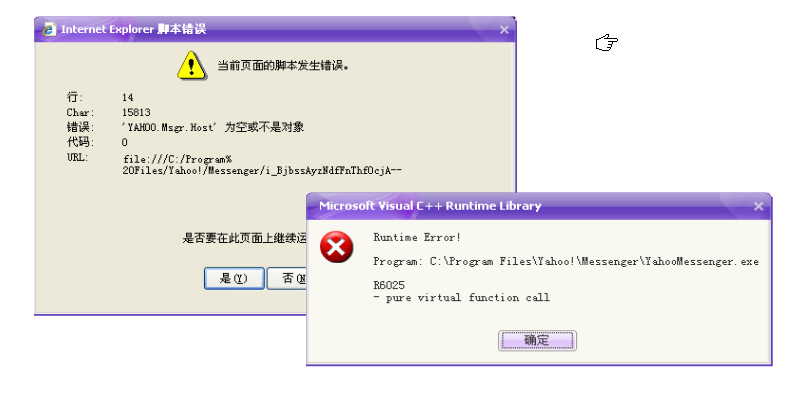 Internet Explorer 脚本错误
当前页面的脚本发生错误。
行: 14
Char: 15813
错误: 'YAHOO.Msgr.Host' 为空或不是对象
代码: 0
URL: file:///C:/Program%
20Files/Yahoo!/Messenger/i_BjbssAyzNdfFnThfOcjA--
是否要在此页面上继续运
是(Y) 否(N
Microsoft Visual C++ Runtime Library
Runtime Error!
Program: C:\Program Files\Yahoo!\Messenger\YahooMessenger.exe
R6025
- pure virtual function call
确定